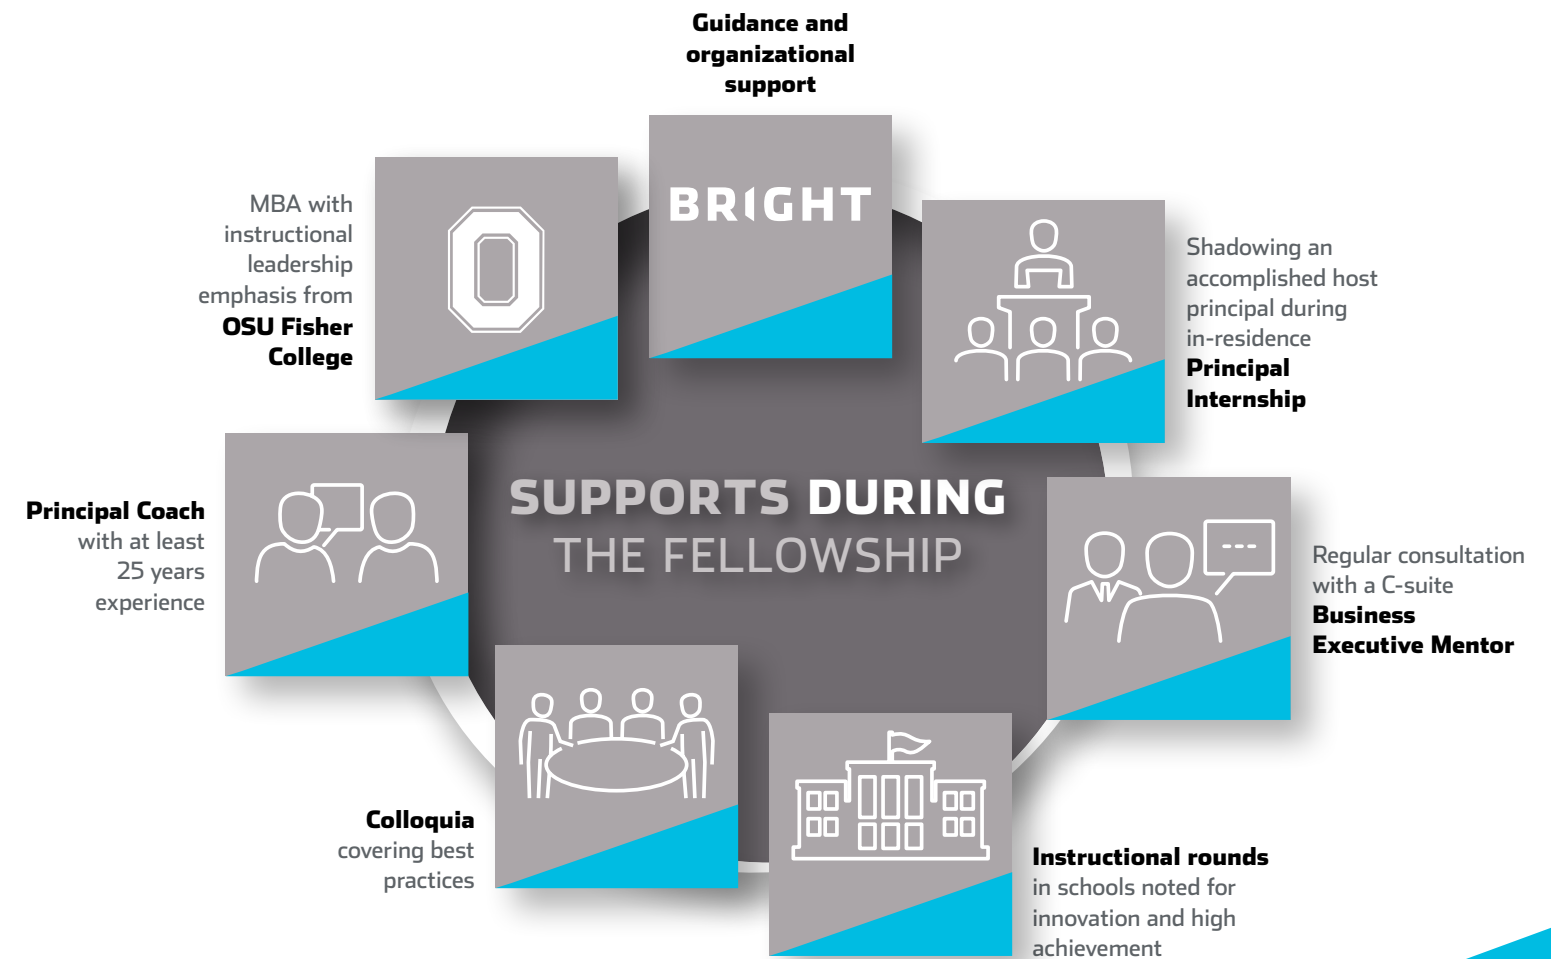 Guidance and
organizational
support
BRIGHT
MBA with
instructional
leadership
emphasis from
OSU Fisher
College
O
Shadowing an
accomplished host
principal during
in-residence
Principal
Internship
SUPPORTS DURING
THE FELLOWSHIP
Principal Coach
with at least
25 years
experience
Regular consultation
with a C-suite
Business
Executive Mentor
Colloquia
covering best
practices
Instructional rounds
in schools noted for
innovation and high
achievement